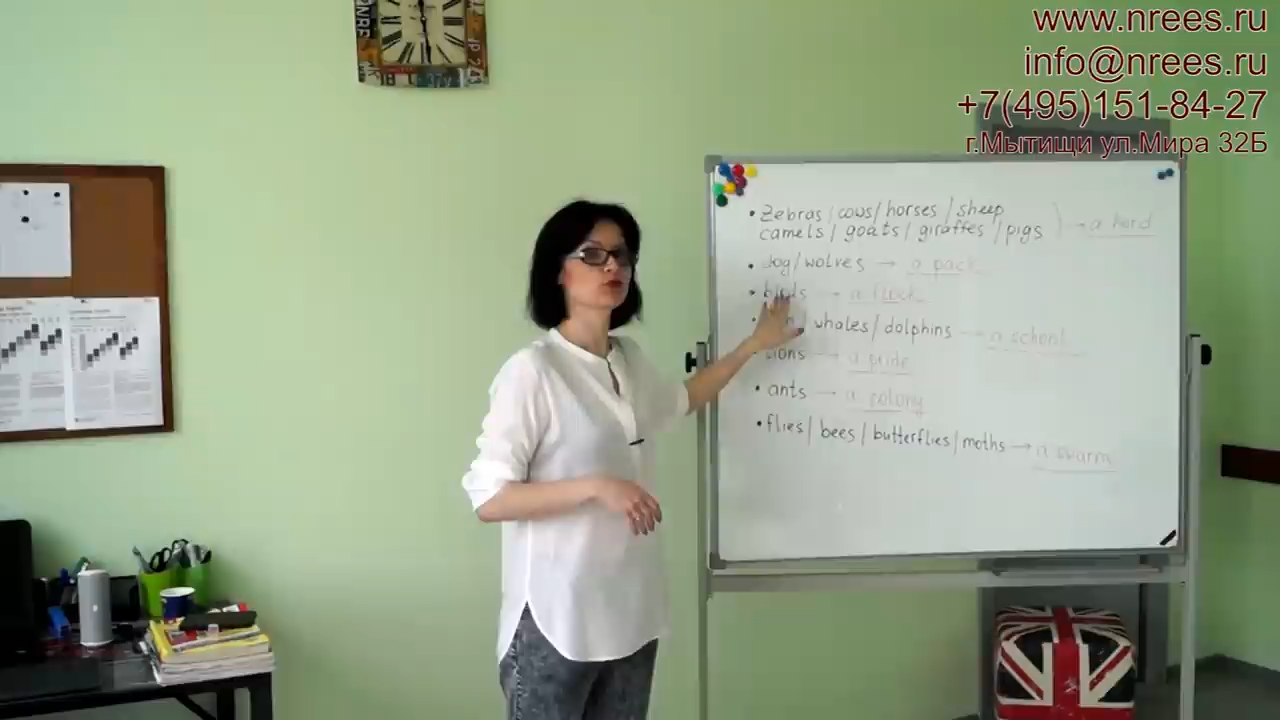 www.nrees.ru
info@nrees.ru
+7(495)151-84-27
г.Мытищи ул.Мира 32Б
• Zebras / cows / horses / sheep
camels / goats / giraffes / pigs → a herd
• dog / wolves → a pack
• birds → a flock
whales / dolphins → a school
lions → a pride
• ants → a colony
• flies / bees / butterflies / moths → a swarm